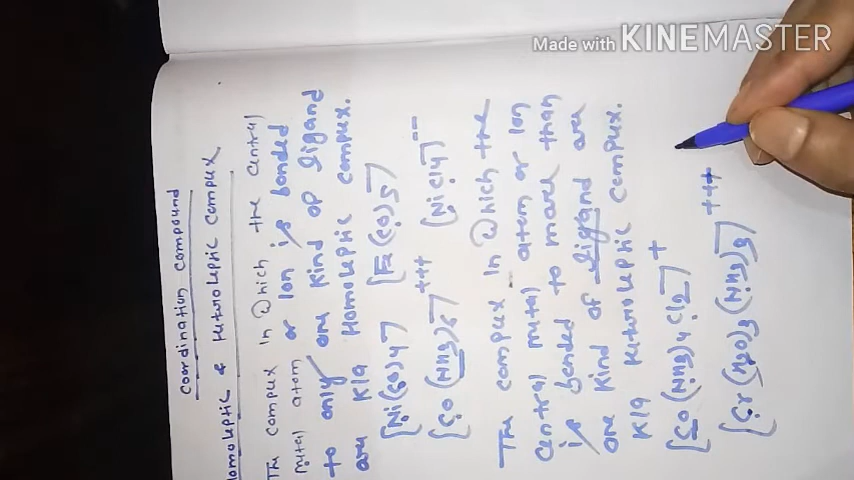 Made with KINEMASTER
Coordination compound
Homoleptic & Heteroleptic complex
The complex in which the central
metal atom or Ion is bonded
to only one kind of ligand
are K/a Homoleptic complex.
[Ni(CO)4] [Fe(CO)5]
[CO(NH3)6]+++ [NiCl4]--
The complex in which the
central metal atom or Ion
is bonded to more than
one kind of ligand are
K/a Heteroleptic complex.
[CO(NH3)4Cl2]+
[Cr(H2O)3(NH3)3]+++